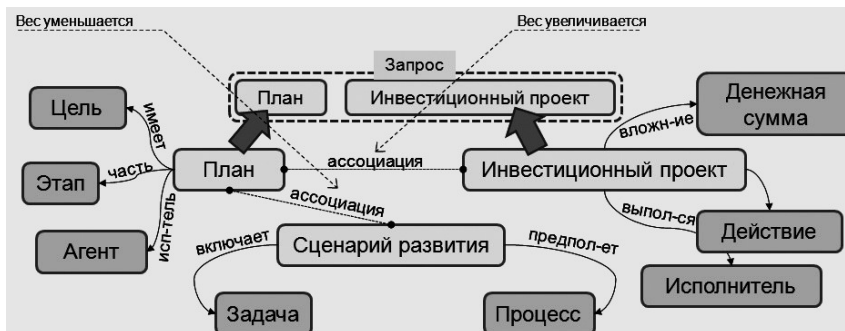 Вес уменьшается
Вес увеличивается
Запрос
План
Инвестиционный проект
Цель
имеет
Денежная
сумма
вложн-ие
Этап
часть
План
ассоциация
Инвестиционный проект
ассоциация
исп-тель
Агент
выпол-ся
Действие
включает
Сценарий развития
предпол-ет
Исполнитель
Задача
Процесс